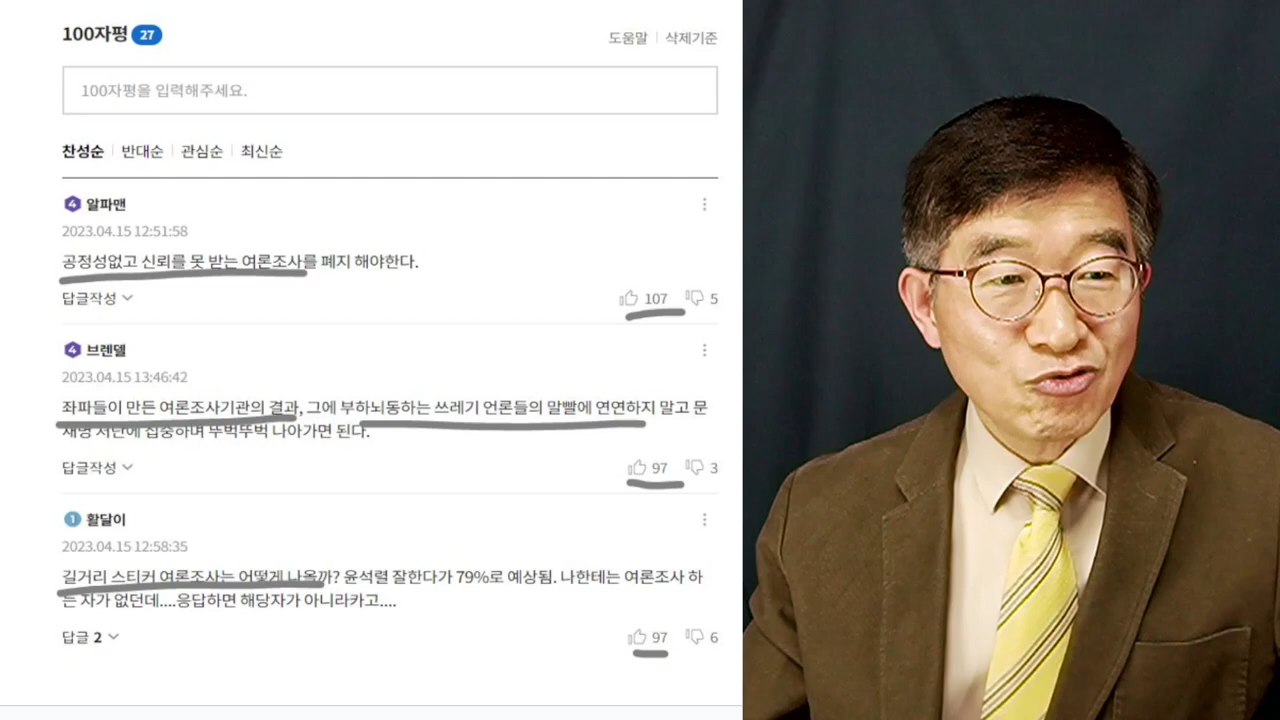 100자평 27
도움말 삭제기준
100자평을 입력해주세요.
찬성순 반대순 관심순 최신순
4 알파맨
2023.04.15 12:51:58
공정성없고 신뢰를 못 받는 여론조사를 폐지 해야한다.
답글작성 107 5
4 브렌델
2023.04.15 13:46:42
좌파들이 만든 여론조사기관의 결과, 그에 부하뇌동하는 쓰레기 언론들의 말빨에 연연하지 말고 문
재명 처단에 집중하며 뚜벅뚜벅 나아가면 된다.
답글작성 97 3
1 활달이
2023.04.15 12:58:35
길거리 스티커 여론조사는 어떻게 나올까? 윤석렬 잘한다가 79%로 예상됨. 나한테는 여론조사 하
는 자가 없던데....응답하면 해당자가 아니라카고....
답글 2 97 6